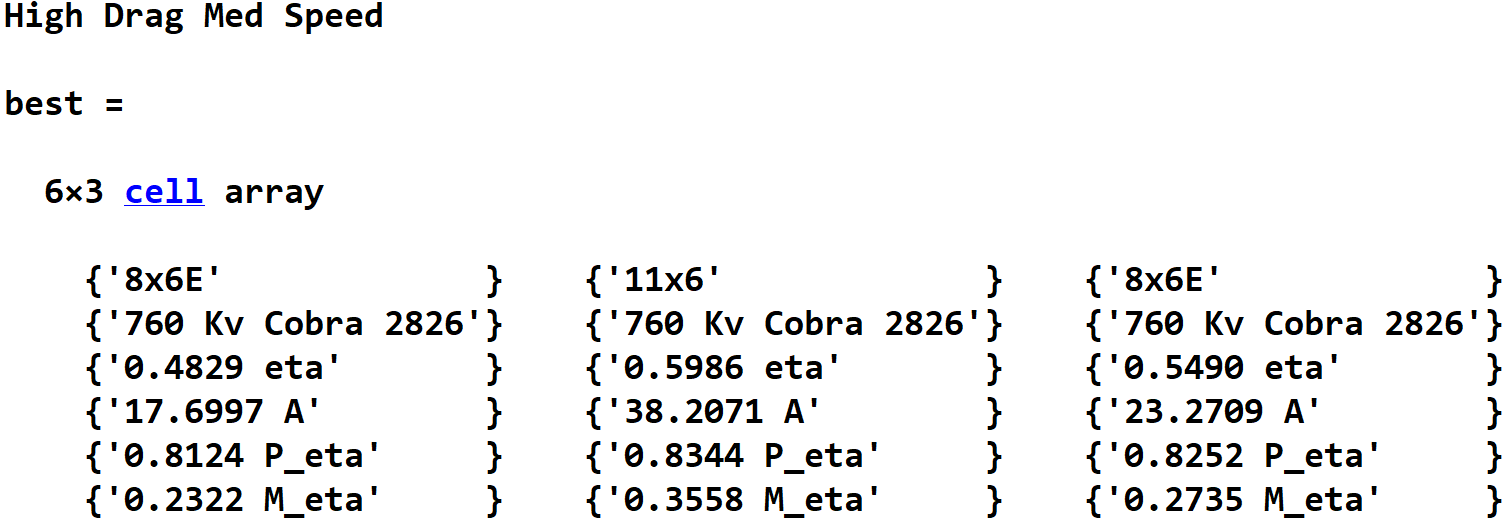 High Drag Med Speed
best =
6×3 cell array
{'8x6E' } {'11x6' } {'8x6E' }
{'760 Kv Cobra 2826'} {'760 Kv Cobra 2826'} {'760 Kv Cobra 2826'}
{'0.4829 eta' } {'0.5986 eta' } {'0.5490 eta' }
{'17.6997 A' } {'38.2071 A' } {'23.2709 A' }
{'0.8124 P_eta' } {'0.8344 P_eta' } {'0.8252 P_eta' }
{'0.2322 M_eta' } {'0.3558 M_eta' } {'0.2735 M_eta' }